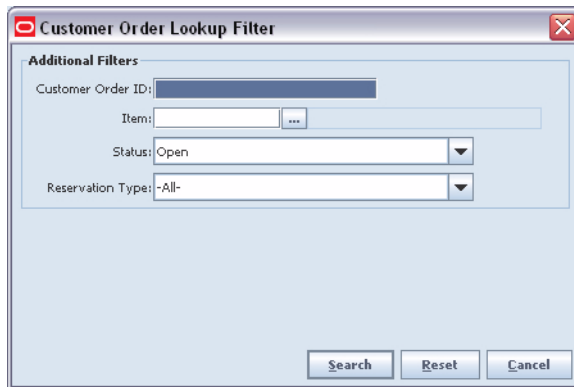 Customer Order Lookup Filter
Additional Filters
Customer Order ID:
Item: ...
Status: Open
Reservation Type: -All-
Search Reset Cancel